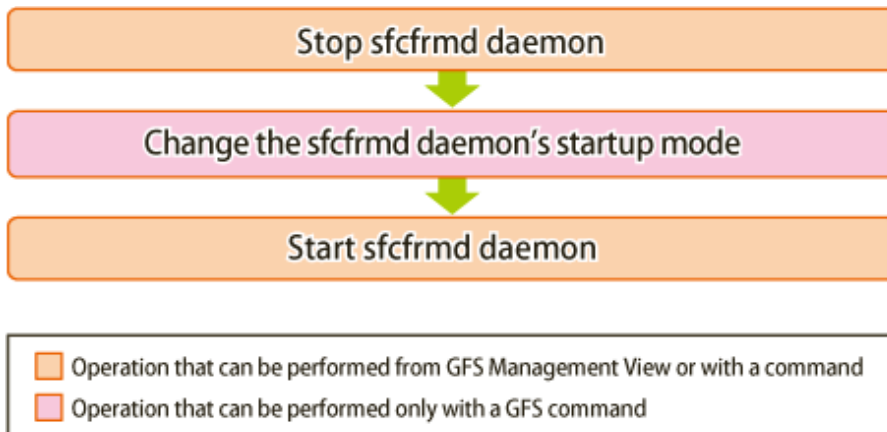 Stop sfcfrmd daemon
Change the sfcfrmd daemon’s startup mode
Start sfcfrmd daemon
Operation that can be performed from GFS Management View or with a command
Operation that can be performed only with a GFS command